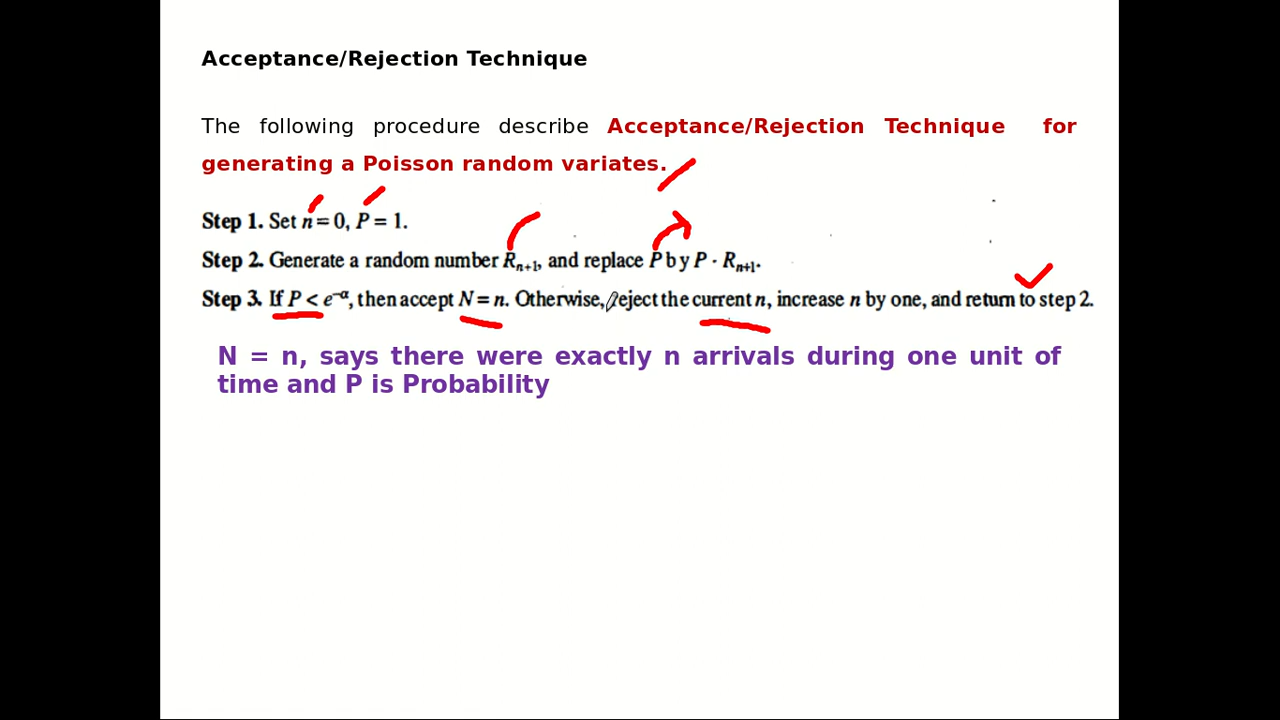 Acceptance/Rejection Technique
The following procedure describe Acceptance/Rejection Technique for
generating a Poisson random variates.
Step 1. Set n = 0, P = 1.
Step 2. Generate a random number Rₙ₊₁, and replace P by P · Rₙ₊₁.
Step 3. If P < e^−α, then accept N = n. Otherwise, reject the current n, increase n by one, and return to step 2.
N = n, says there were exactly n arrivals during one unit of
time and P is Probability